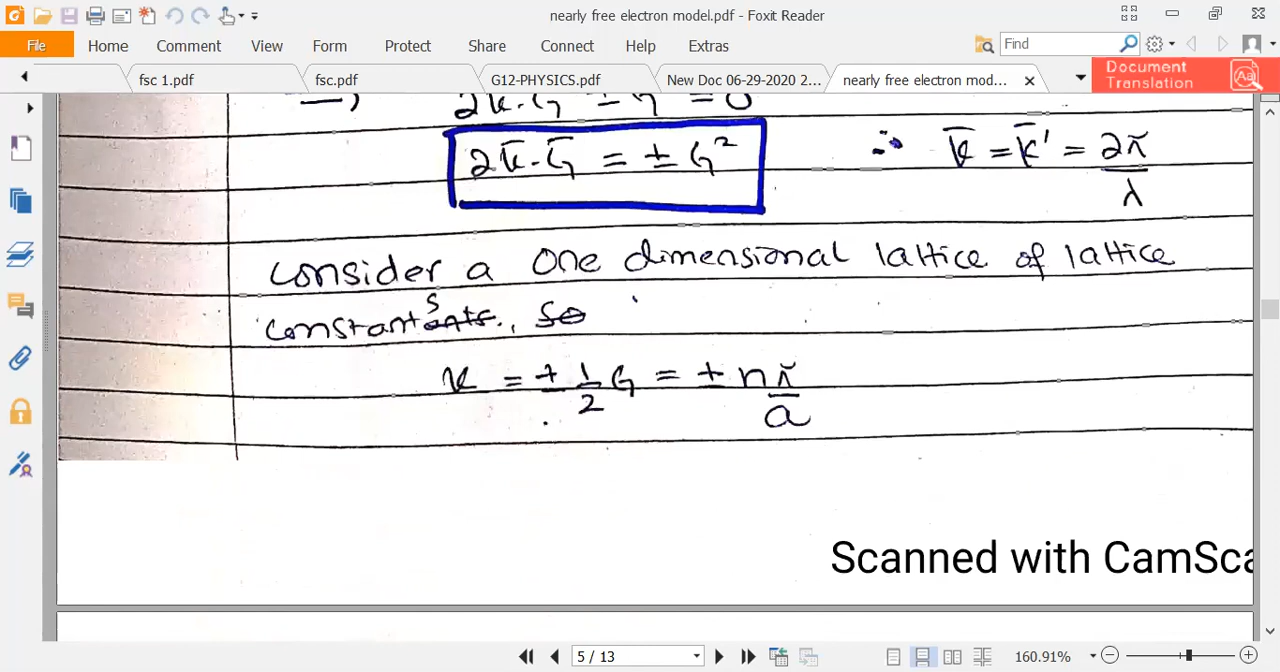 nearly free electron model.pdf - Foxit Reader
File Home Comment View Form Protect Share Connect Help Extras Find
fsc 1.pdf fsc.pdf G12-PHYSICS.pdf New Doc 06-29-2020 2... nearly free electron mod... Document Translation
2k̄·Ḡ = ± G² ∵ k̄ = k̄' = 2π/λ
Consider a One dimensional lattice of lattice
constants,
k = ± 1/2 G = ± nπ/a
Scanned with CamSca
5 / 13 160.91%